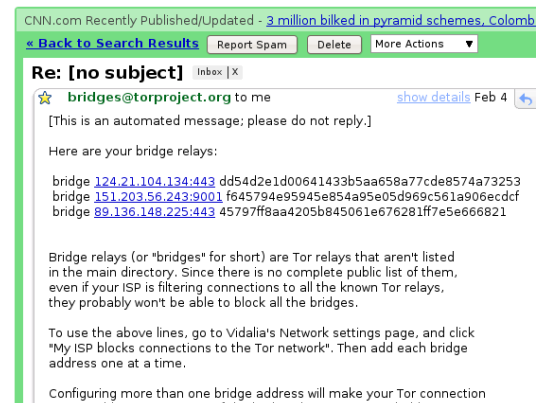 CNN.com Recently Published/Updated - 3 million bilked in pyramid schemes, Colomb
« Back to Search Results Report Spam Delete More Actions ▼
Re: [no subject] Inbox | X
bridges@torproject.org to me show details Feb 4
[This is an automated message; please do not reply.]
Here are your bridge relays:
bridge 124.21.104.134:443 dd54d2e1d00641433b5aa658a77cde8574a73253
bridge 151.203.56.243:9001 f645794e95945e854a95e05d969c561a906ecdcf
bridge 89.136.148.225:443 45797ff8aa4205b845061e676281ff7e5e666821
Bridge relays (or "bridges" for short) are Tor relays that aren't listed
in the main directory. Since there is no complete public list of them,
even if your ISP is filtering connections to all the known Tor relays,
they probably won't be able to block all the bridges.
To use the above lines, go to Vidalia's Network settings page, and click
"My ISP blocks connections to the Tor network". Then add each bridge
address one at a time.
Configuring more than one bridge address will make your Tor connection